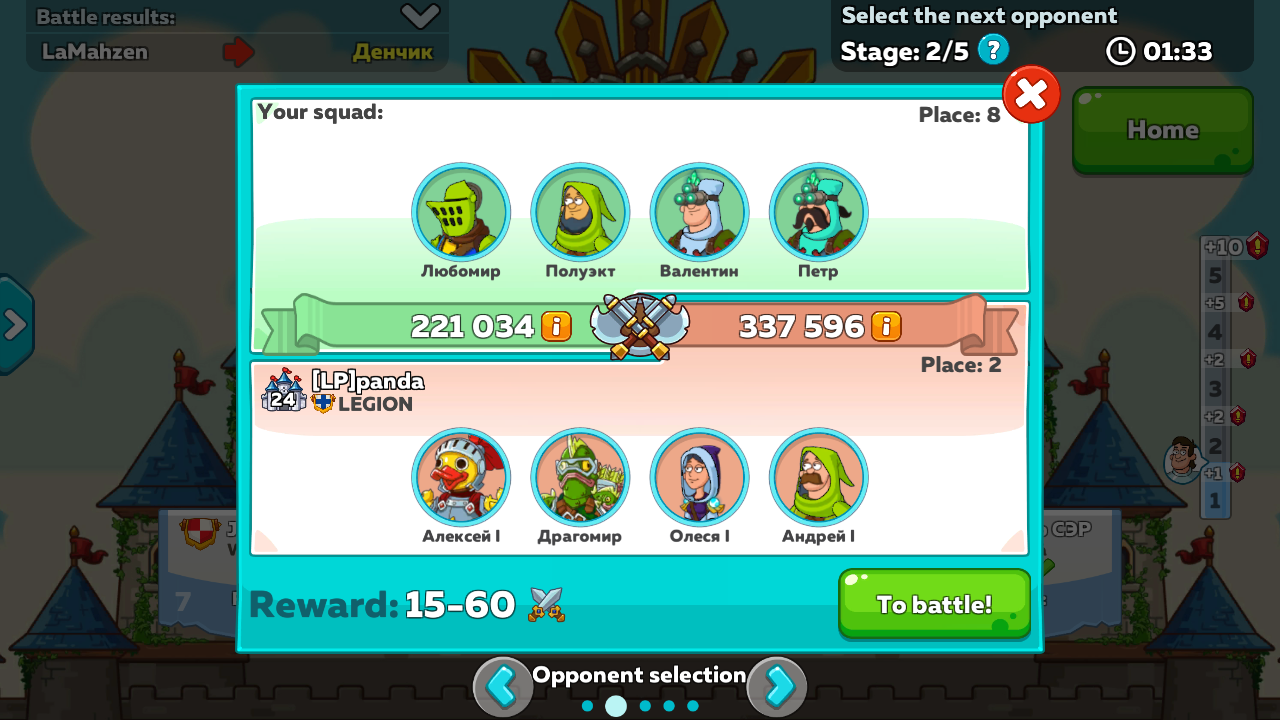 Battle results:
LaMahzen
Денчик
Select the next opponent
Stage: 2/5 ?
01:33
Your squad:
Place: 8
Home
Любомир
Полуэкт
Валентин
Петр
221 034 i
337 596 i
Place: 2
24
[LP]panda
LEGION
Алексей I
Драгомир
Олеся I
Андрей I
Reward: 15-60
To battle!
Opponent selection
+10
5
+5
4
+2
3
+2
2
+1
1
СЭР
7